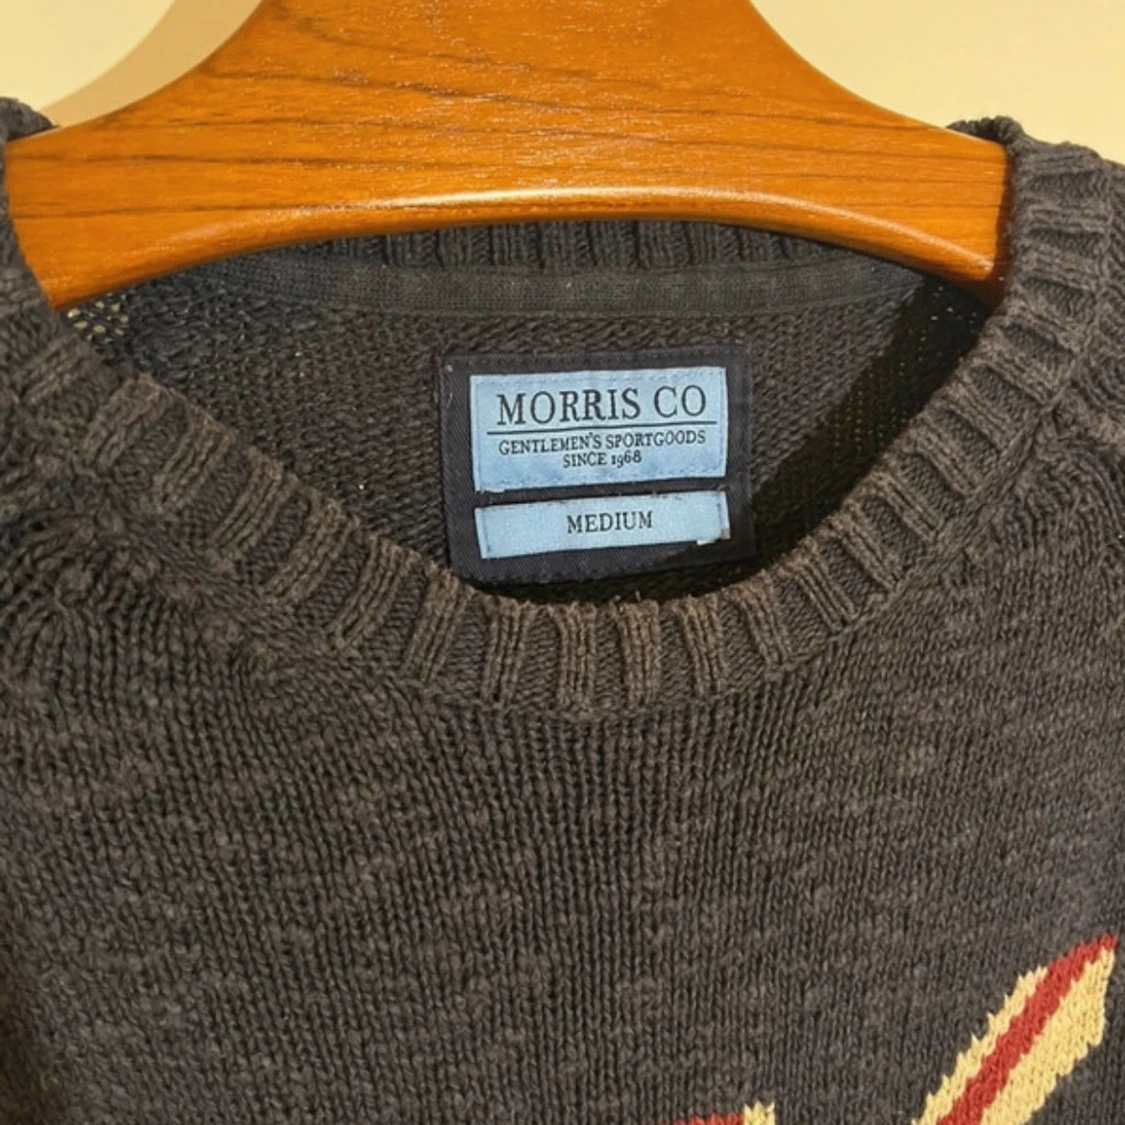 MORRIS CO
GENTLEMEN'S SPORTGOODS
SINCE 1968
MEDIUM